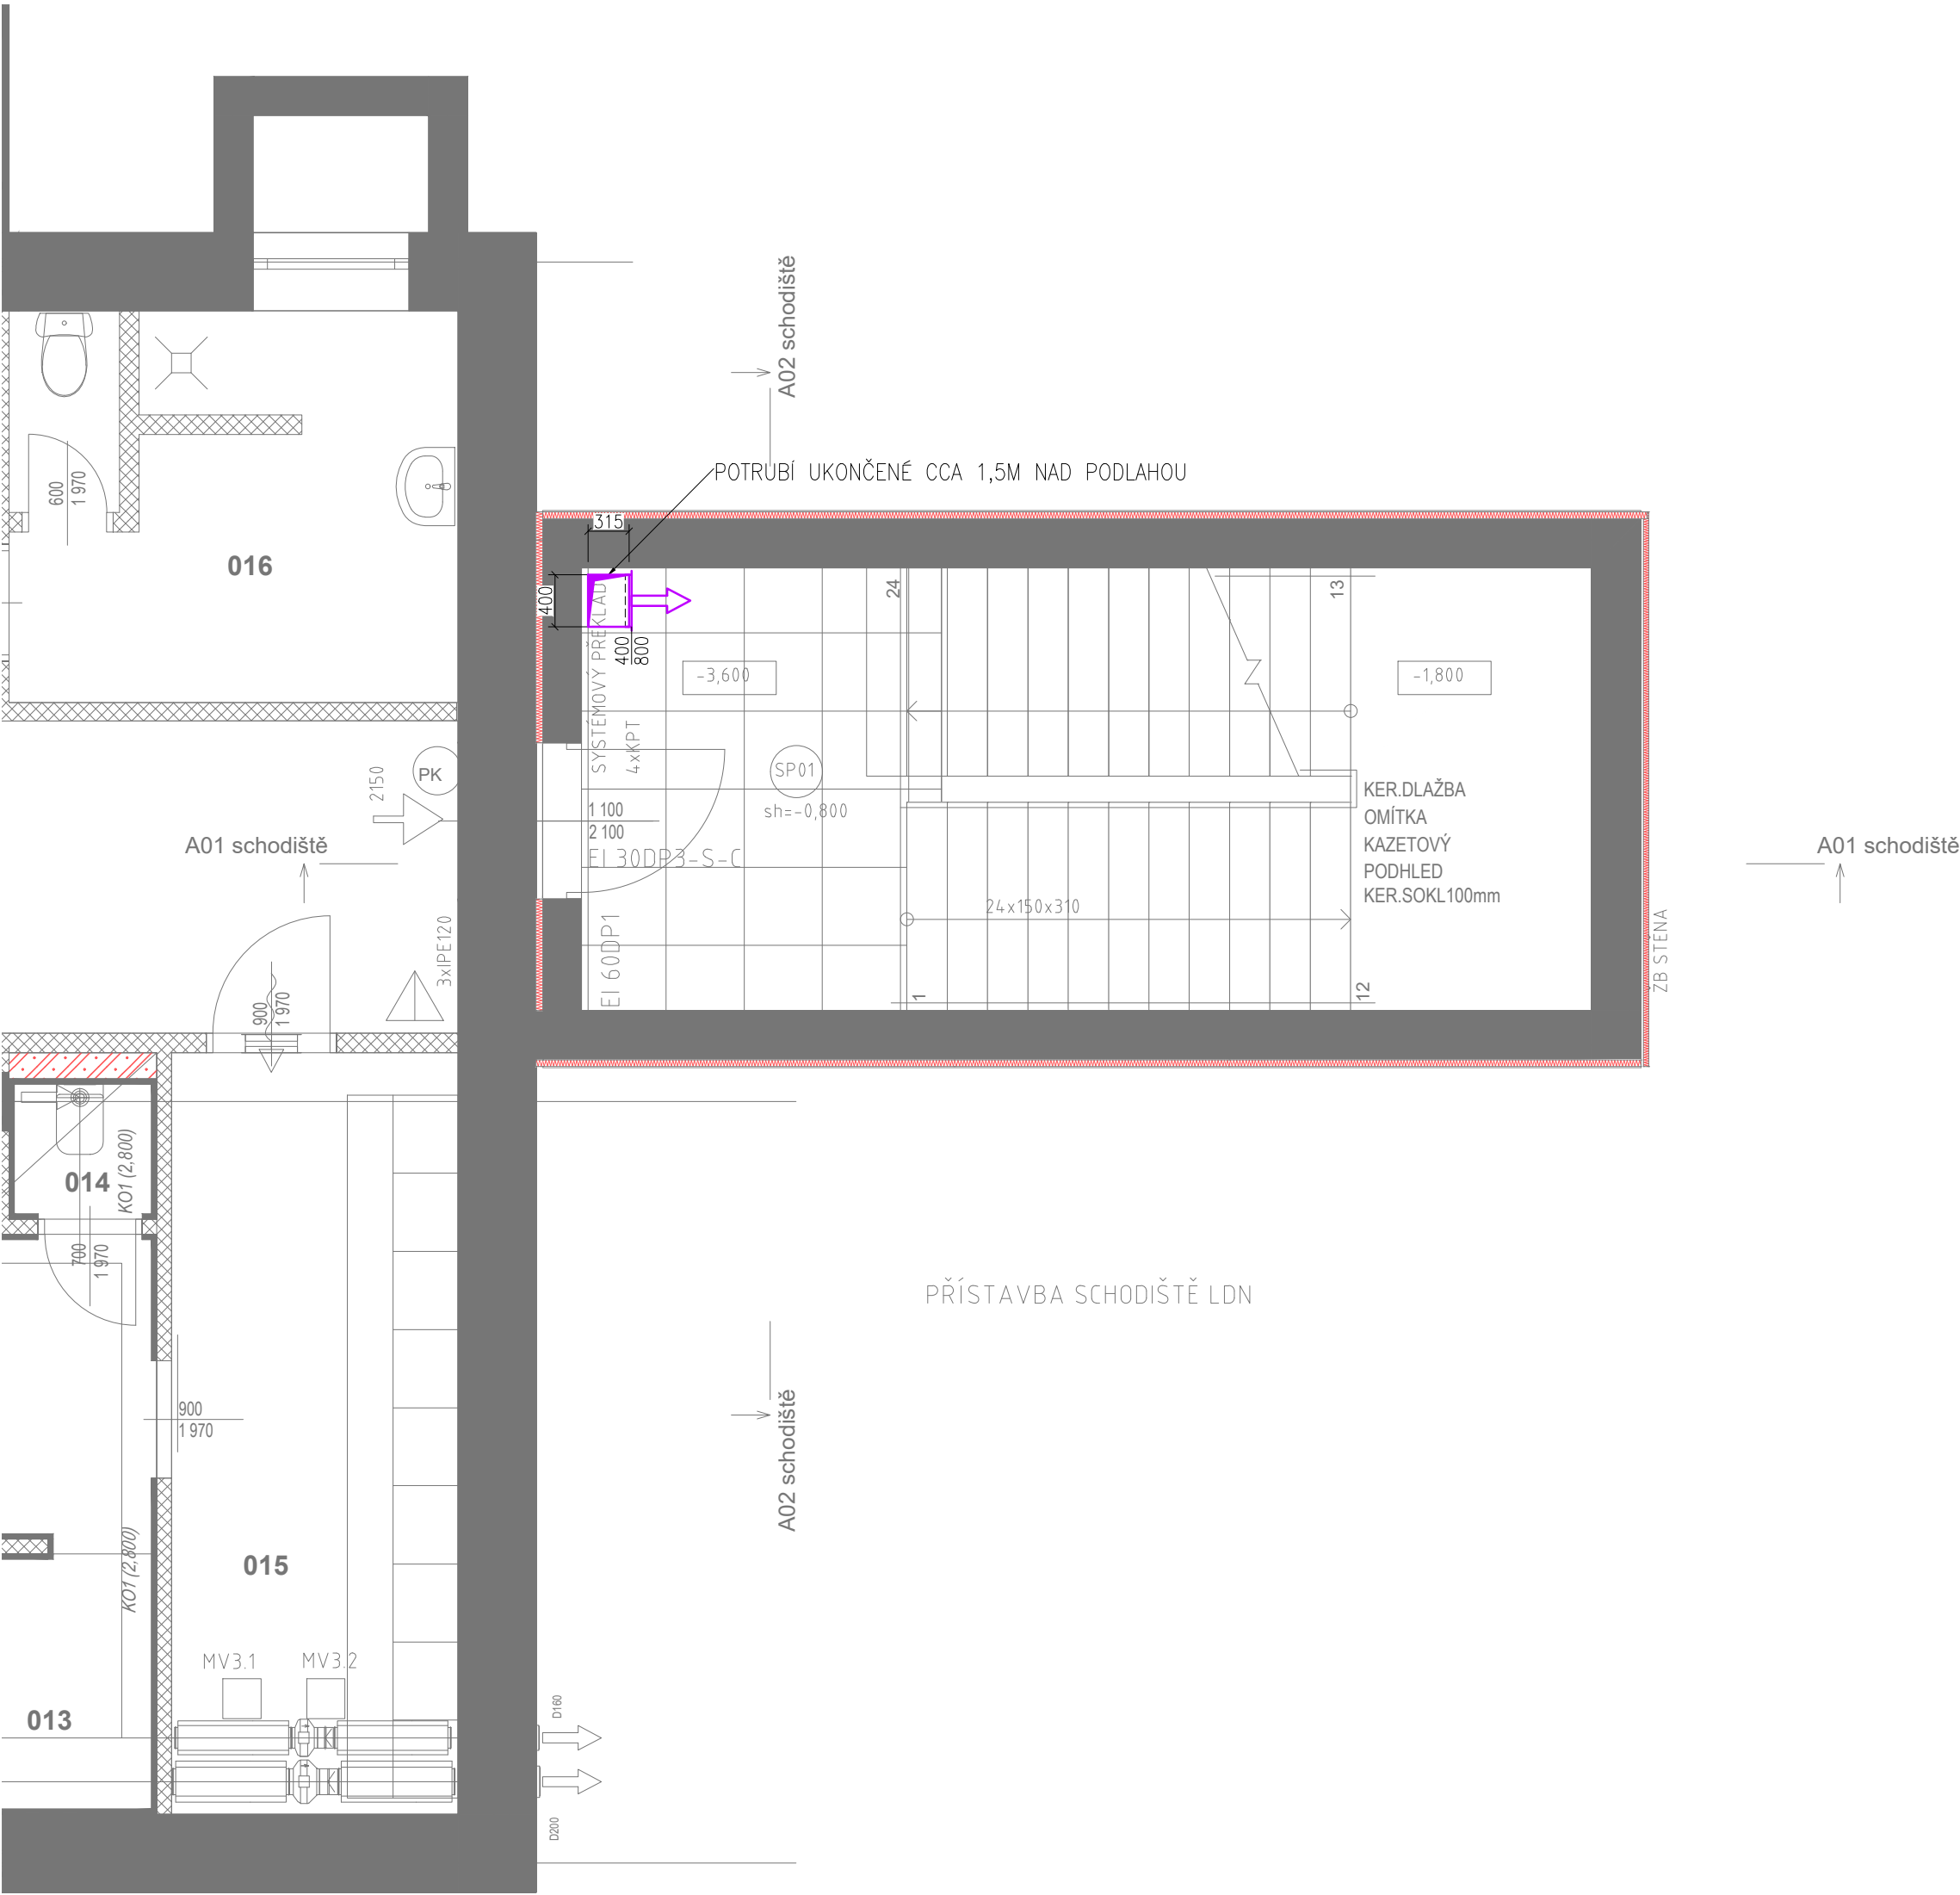 A02 schodiště
POTRUBÍ UKONČENÉ CCA 1,5M NAD PODLAHOU
600
1 970
016
315
400
400
800
SYSTÉMOVÝ PŘEKLAD
4xKPT
-3,600
24
13
-1,800
PK
2150
SP01
sh=-0,800
1 100
2 100
EI 30DP3-S-C
KER.DLAŽBA
OMÍTKA
KAZETOVÝ
PODHLED
KER.SOKL100mm
A01 schodiště
A01 schodiště
24x150x310
EI 60DP1
3xIPE120
900
1 970
1
12
ZB STĚNA
014
KO1 (2,800)
700
1 970
PŘÍSTAVBA SCHODIŠTĚ LDN
900
1 970
A02 schodiště
KO1 (2,800)
015
MV3.1
MV3.2
013
D160
D200